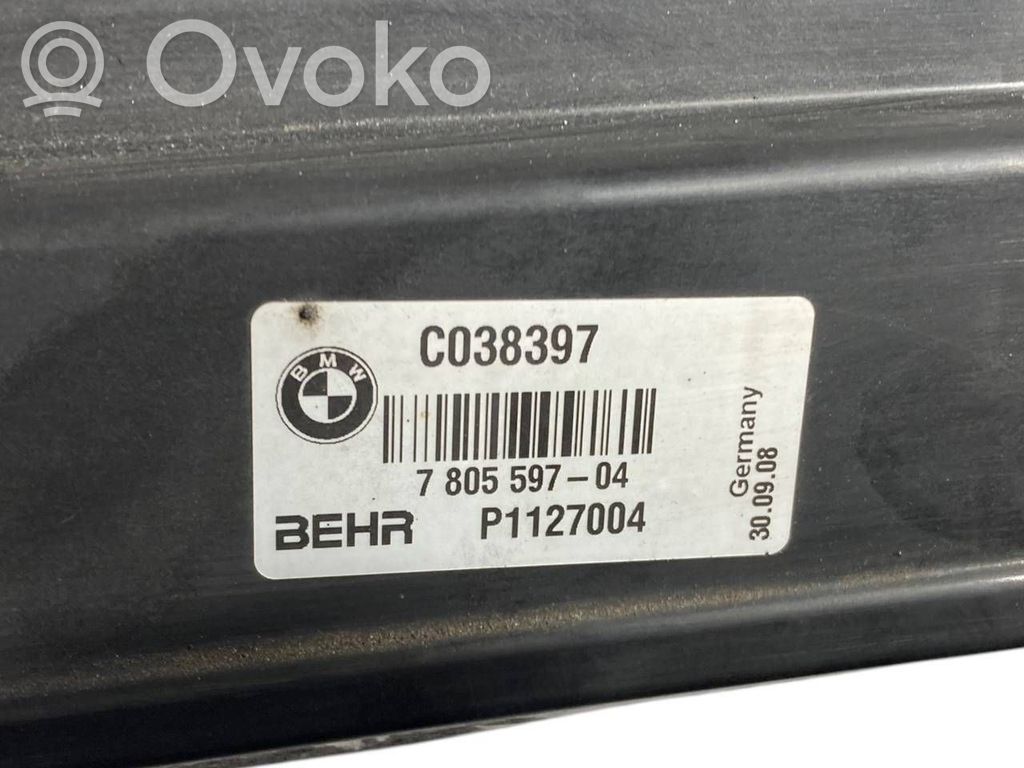 Ovoko
C038397
BMW
7 805 597-04
BEHR P1127004
Germany
30.09.08